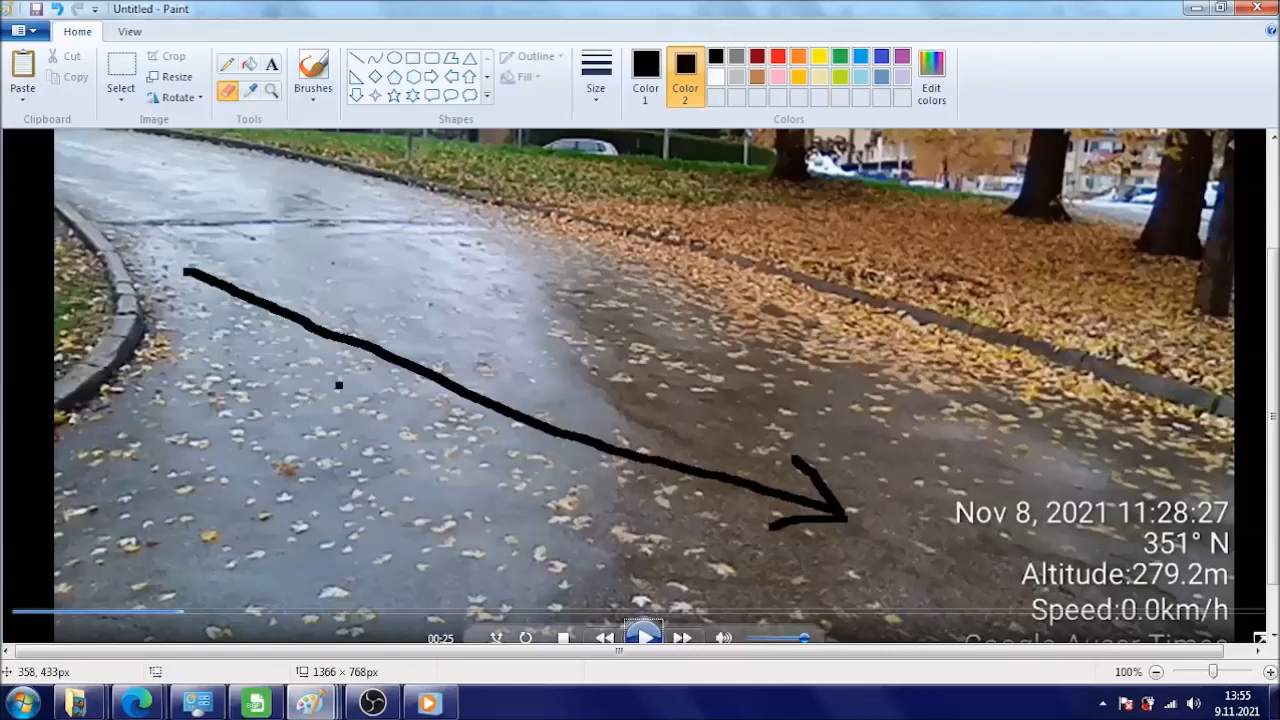 Untitled - Paint
Home
View
Paste
Cut
Copy
Clipboard
Select
Crop
Resize
Rotate
Image
Tools
Brushes
Outline
Fill
Shapes
Size
Color 1
Color 2
Edit colors
Colors
Nov 8, 2021 11:28:27
351° N
Altitude:279.2m
Speed:0.0km/h
00:25
358, 433px
1366 × 768px
100%
13:55
9.11.2021